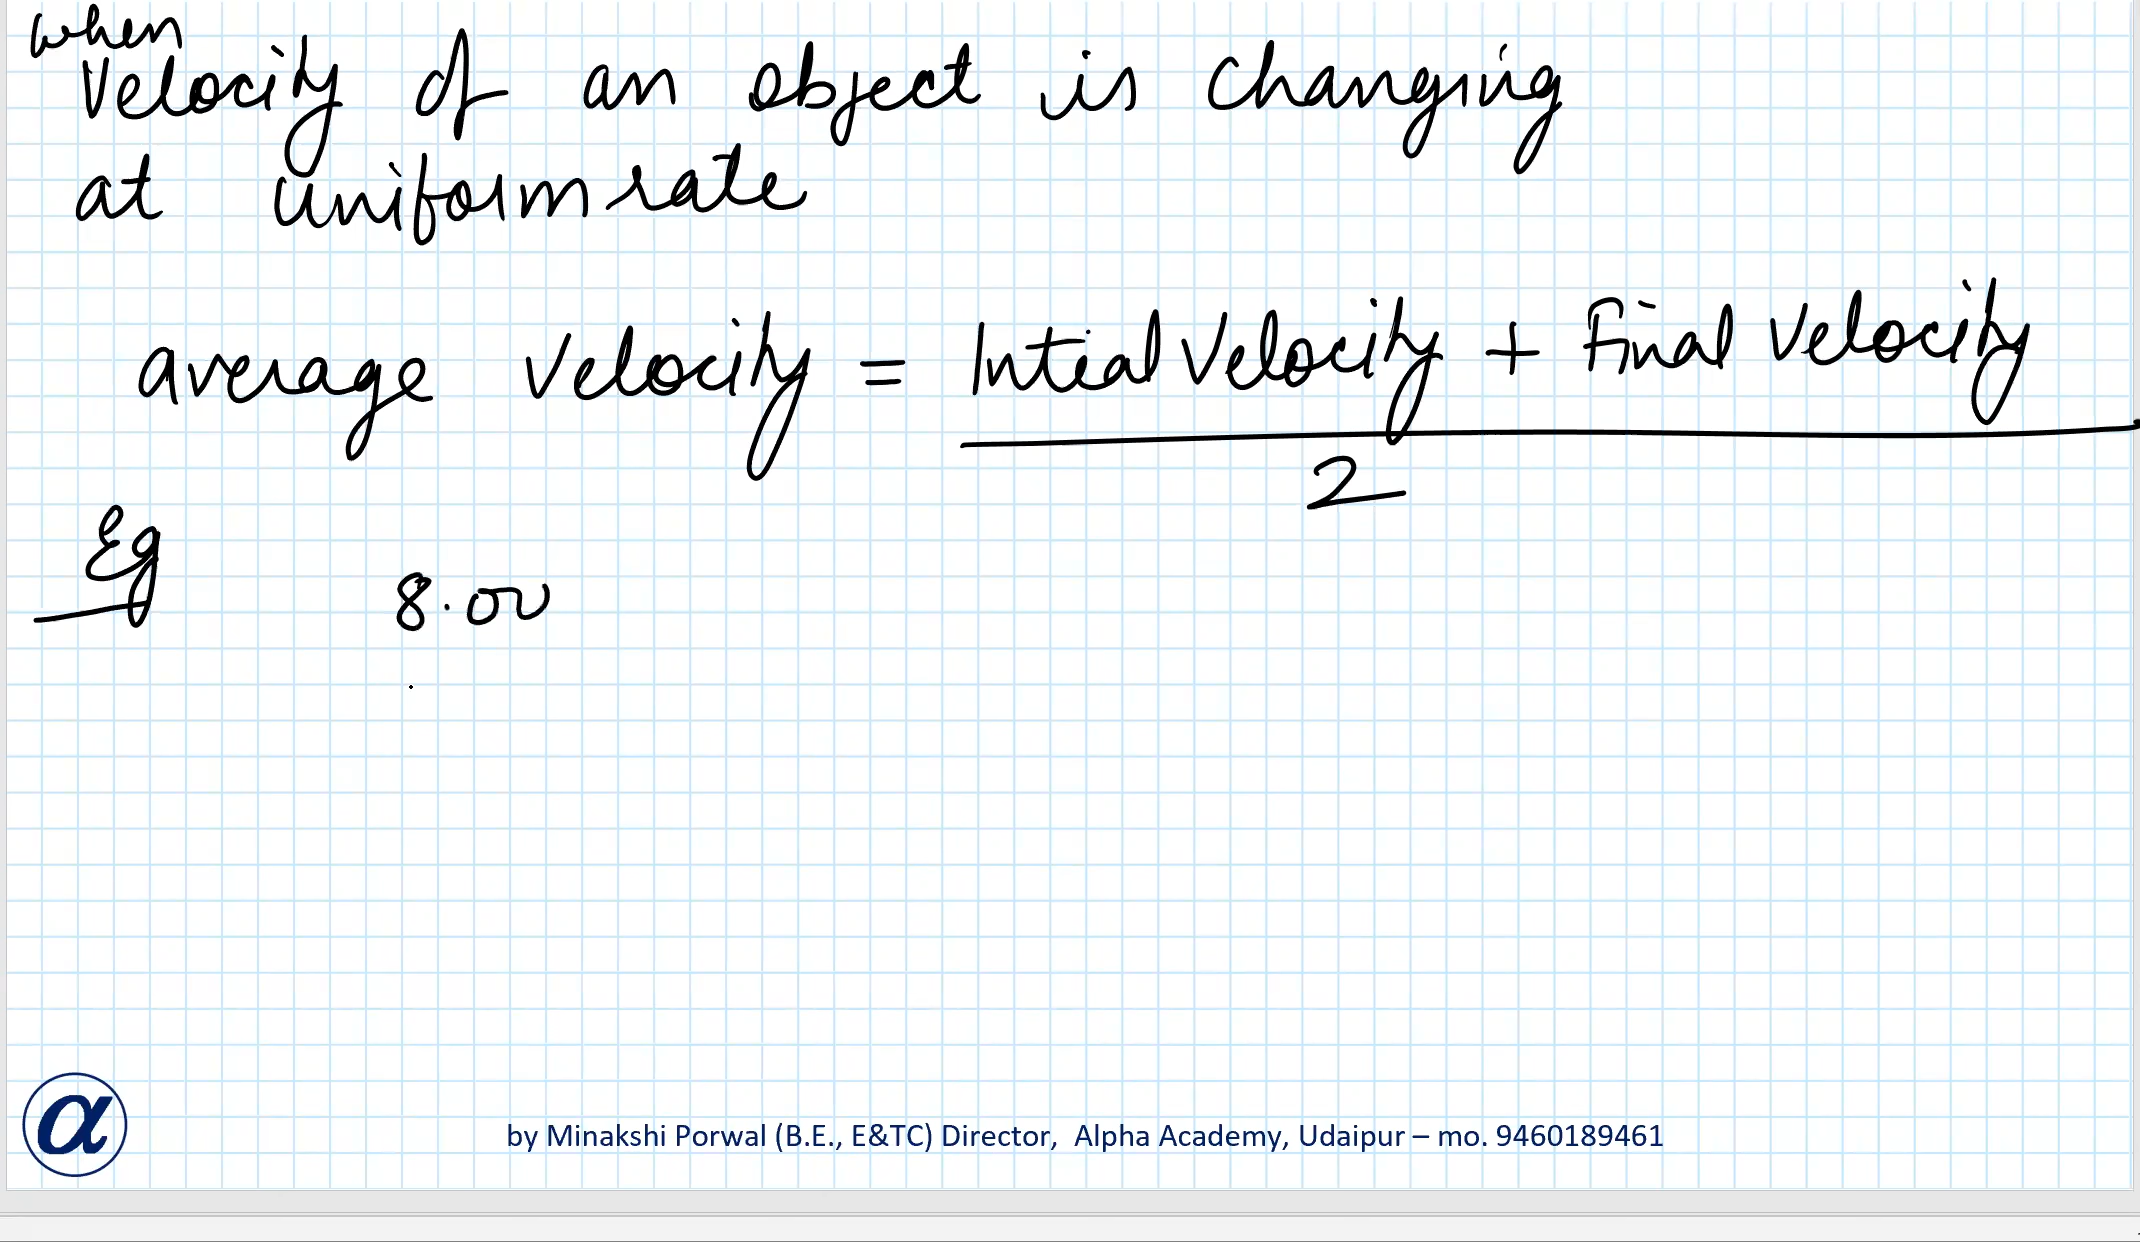 when
Velocity of an object is changing
at uniform rate
average velocity = Intial Velocity + Final Velocity
2
Eg
8.00
α
by Minakshi Porwal (B.E., E&TC) Director, Alpha Academy, Udaipur – mo. 9460189461